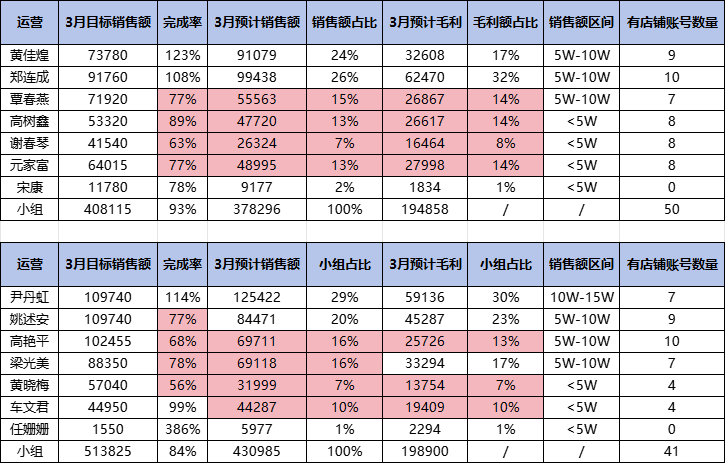 运营 3月目标销售额 完成率 3月预计销售额 销售额占比 3月预计毛利 毛利额占比 销售额区间 有店铺账号数量
黄佳煌 73780 123% 91079 24% 32608 17% 5W-10W 9
郑连成 91760 108% 99438 26% 62470 32% 5W-10W 10
覃春燕 71920 77% 55563 15% 26867 14% 5W-10W 7
高树鑫 53320 89% 47720 13% 26617 14% <5W 8
谢春琴 41540 63% 26324 7% 16464 8% <5W 8
元家富 64015 77% 48995 13% 27998 14% <5W 8
宋康 11780 78% 9177 2% 1834 1% <5W 0
小组 408115 93% 378296 100% 194858 / / 50
运营 3月目标销售额 完成率 3月预计销售额 小组占比 3月预计毛利 小组占比 销售额区间 有店铺账号数量
尹丹虹 109740 114% 125422 29% 59136 30% 10W-15W 7
姚述安 109740 77% 84471 20% 45287 23% 5W-10W 9
高艳平 102455 68% 69711 16% 25726 13% 5W-10W 10
梁光美 88350 78% 69118 16% 33294 17% 5W-10W 7
黄晓梅 57040 56% 31999 7% 13754 7% <5W 4
车文君 44950 99% 44287 10% 19409 10% <5W 4
任姗姗 1550 386% 5977 1% 2294 1% <5W 0
小组 513825 84% 430985 100% 198900 / / 41